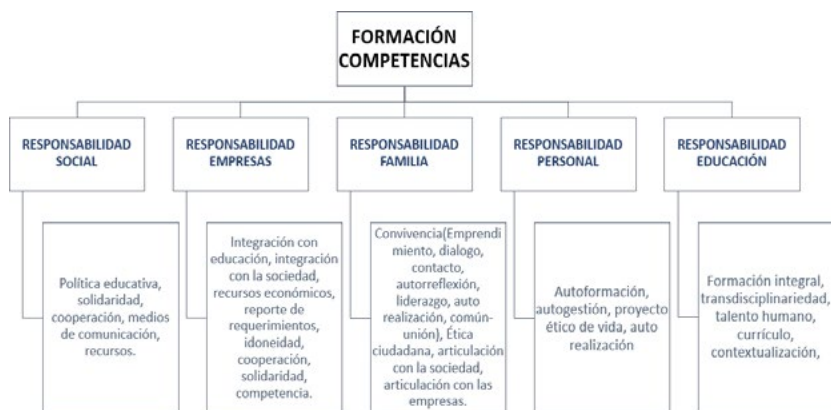 FORMACIÓN
COMPETENCIAS
RESPONSABILIDAD
SOCIAL
Política educativa,
solidaridad,
cooperación, medios
de comunicación,
recursos.
RESPONSABILIDAD
EMPRESAS
Integración con
educación, integración
con la sociedad,
recursos económicos,
reporte de
requerimientos,
idoneidad,
cooperación,
solidaridad,
competencia.
RESPONSABILIDAD
FAMILIA
Convivencia(Emprendi
miento, dialogo,
contacto,
autorreflexión,
liderazgo, auto
realización, común-
unión), Ética
ciudadana, articulación
con la sociedad,
articulación con las
empresas.
RESPONSABILIDAD
PERSONAL
Autoformación,
autogestión, proyecto
ético de vida, auto
realización
RESPONSABILIDAD
EDUCACIÓN
Formación integral,
transdisciplinariedad,
talento humano,
currículo,
contextualización,